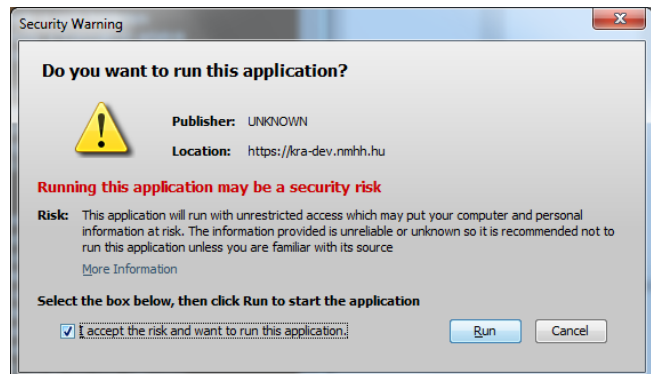 Security Warning
Do you want to run this application?
Publisher: UNKNOWN
Location: https://kra-dev.nmhh.hu
Running this application may be a security risk
Risk: This application will run with unrestricted access which may put your computer and personal
information at risk. The information provided is unreliable or unknown so it is recommended not to
run this application unless you are familiar with its source
More Information
Select the box below, then click Run to start the application
I accept the risk and want to run this application.
Run Cancel